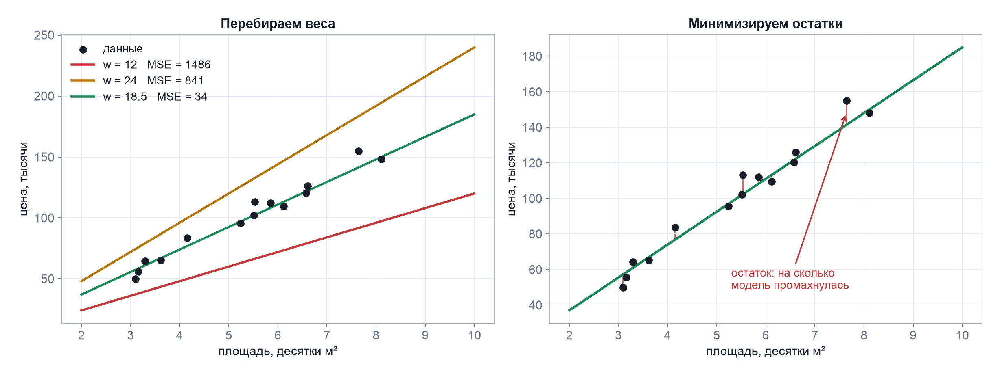 Перебираем веса
250
200
150
100
50
цена, тысячи
данные
w = 12 MSE = 1486
w = 24 MSE = 841
w = 18.5 MSE = 34
2 3 4 5 6 7 8 9 10
площадь, десятки м²
Минимизируем остатки
180
160
140
120
100
80
60
40
цена, тысячи
остаток: на сколько
модель промахнулась
2 3 4 5 6 7 8 9 10
площадь, десятки м²